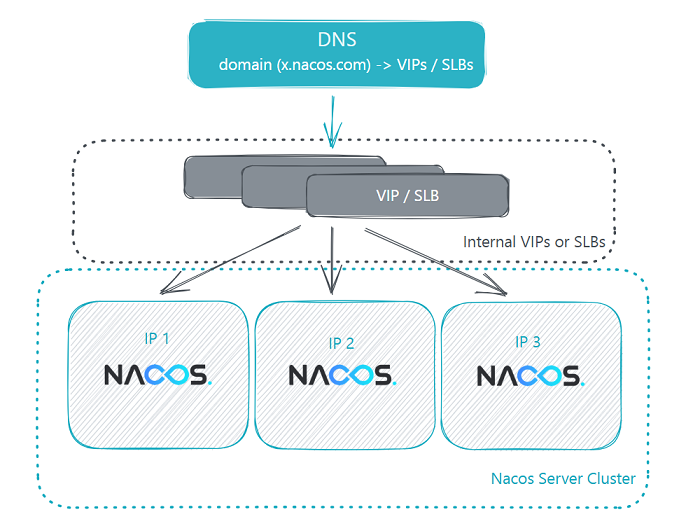 DNS
domain (x.nacos.com) -> VIPs / SLBs
VIP / SLB
Internal VIPs or SLBs
IP 1
IP 2
IP 3
NACOS.
NACOS.
NACOS.
Nacos Server Cluster